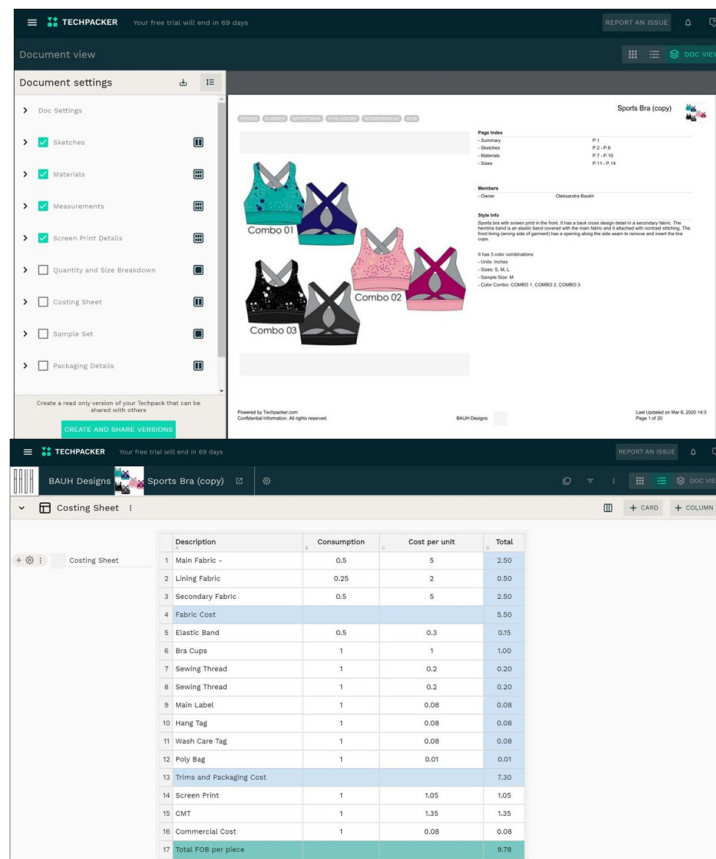 TECHPACKER Your free trial will end in 69 days REPORT AN ISSUE
Document view DOC VIE
Document settings
Doc Settings
Sketches
Materials
Measurements
Screen Print Details
Quantity and Size Breakdown
Costing Sheet
Sample Set
Packaging Details
Create a read only version of your Techpack that can be
shared with others
CREATE AND SHARE VERSIONS
Sports Bra (copy)
SUMMER
Combo 01
Combo 02
Combo 03
Page Index
- Summary P.1
- Sketches P.2 - P.6
- Materials P.7 - P.10
- Sizes P.11 - P.14
Members
- Owner Oleksandra Baukh
Style Info
Sports bra with screen print in the front. It has a back cross design detail in a secondary fabric. The
hemline band is an elastic band covered with the main fabric and it attached with contrast stitching. The
front lining (wrong side of garment) has a opening along the side seam to remove and insert the bra
cups.
It has 3 color combinations
- Units: Inches
- Sizes: S, M, L
- Sample Size: M
- Color Combo: COMBO 1, COMBO 2, COMBO 3
Powered by Techpacker.com
Confidential Information. All rights reserved.
BAUH Designs
Last Updated on Mar 6, 2020 14:3
Page 1 of 20
TECHPACKER Your free trial will end in 69 days REPORT AN ISSUE
BAUH BAUH Designs Sports Bra (copy) DOC VIE
Costing Sheet + CARD + COLUMN
Description Consumption Cost per unit Total
Costing Sheet
1 Main Fabric - 0.5 5 2.50
2 Lining Fabric 0.25 2 0.50
3 Secondary Fabric 0.5 5 2.50
4 Fabric Cost 5.50
5 Elastic Band 0.5 0.3 0.15
6 Bra Cups 1 1 1.00
7 Sewing Thread 1 0.2 0.20
8 Sewing Thread 1 0.2 0.20
9 Main Label 1 0.08 0.08
10 Hang Tag 1 0.08 0.08
11 Wash Care Tag 1 0.08 0.08
12 Poly Bag 1 0.01 0.01
13 Trims and Packaging Cost 7.30
14 Screen Print 1 1.05 1.05
15 CMT 1 1.35 1.35
16 Commercial Cost 1 0.08 0.08
17 Total FOB per piece 9.78